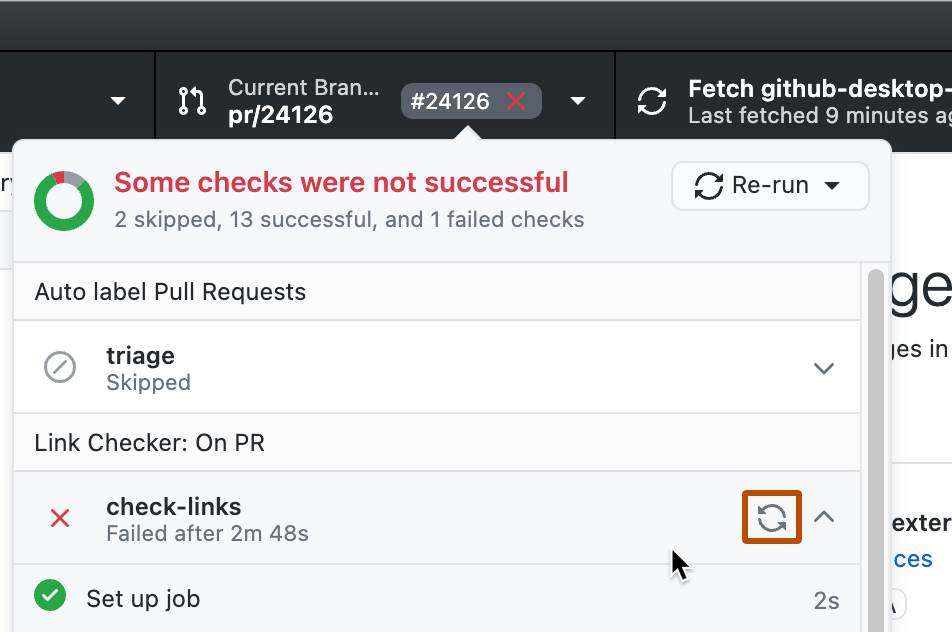 Current Bran...
pr/24126
#24126
Fetch github-desktop-
Last fetched 9 minutes ag
Some checks were not successful
2 skipped, 13 successful, and 1 failed checks
Re-run
Auto label Pull Requests
ge
triage
Skipped
ges in
Link Checker: On PR
check-links
Failed after 2m 48s
exter
ces
Set up job
2s